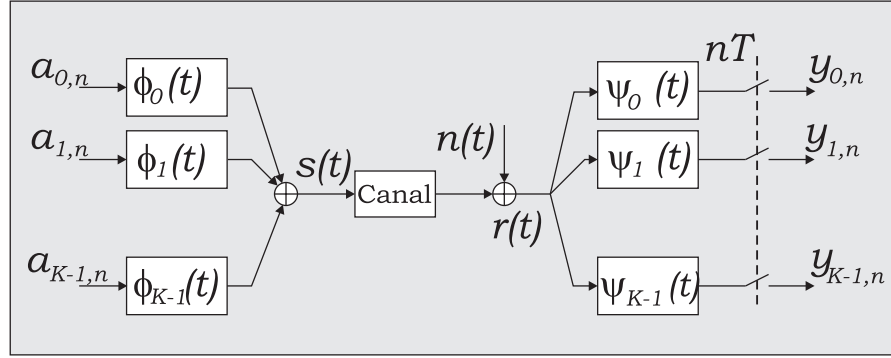 a0,n ϕ0(t) ψ0 (t) nT y0,n
a1,n ϕ1(t) s(t) n(t) ψ1 (t) y1,n
Canal
r(t)
aK-1,n ϕK-1(t) ψK-1(t) yK-1,n